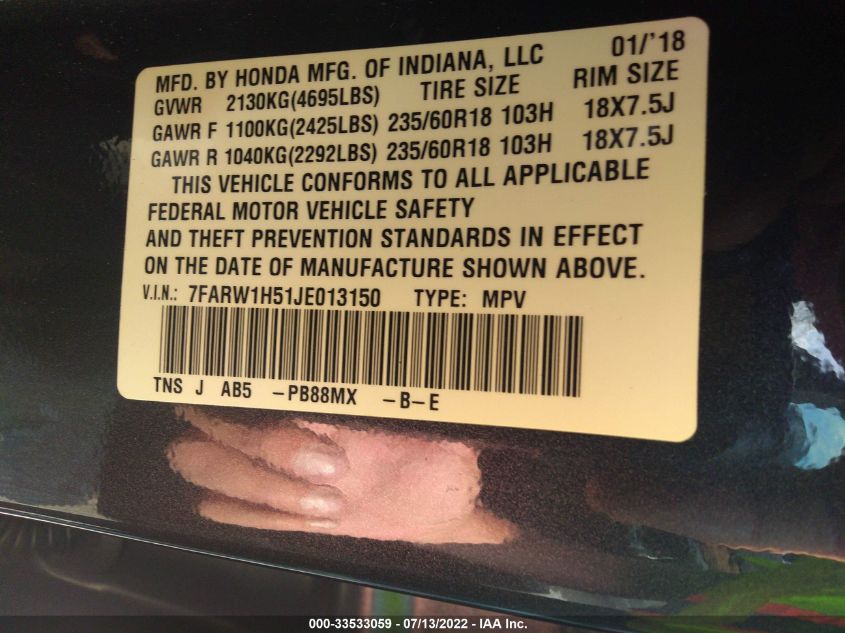 MFD. BY HONDA MFG. OF INDIANA, LLC 01/'18
GVWR 2130KG(4695LBS) TIRE SIZE RIM SIZE
GAWR F 1100KG(2425LBS) 235/60R18 103H 18X7.5J
GAWR R 1040KG(2292LBS) 235/60R18 103H 18X7.5J
THIS VEHICLE CONFORMS TO ALL APPLICABLE
FEDERAL MOTOR VEHICLE SAFETY
AND THEFT PREVENTION STANDARDS IN EFFECT
ON THE DATE OF MANUFACTURE SHOWN ABOVE.
V.I.N.: 7FARW1H51JE013150 TYPE: MPV
TNS J AB5 -PB88MX -B-E
000-33533059 - 07/13/2022 - IAA Inc.